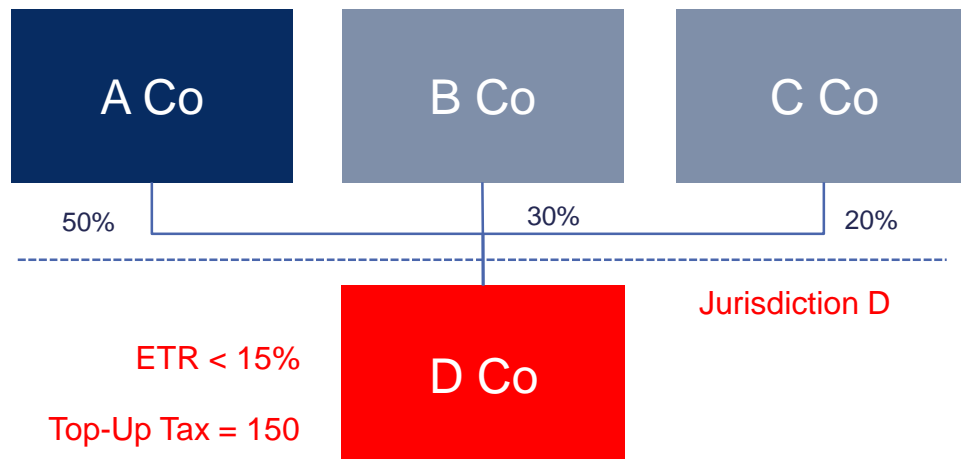 A Co
B Co
C Co
50%
30%
20%
Jurisdiction D
ETR < 15%
D Co
Top-Up Tax = 150